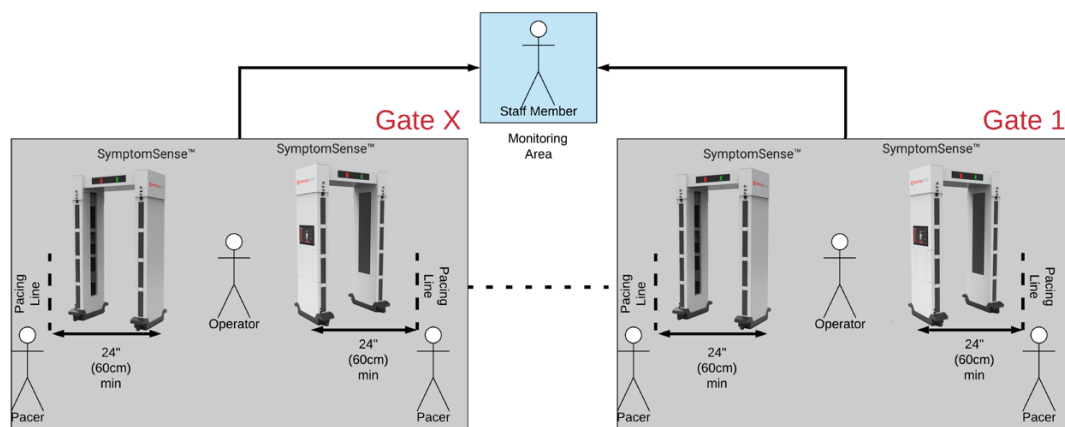 Staff Member
Monitoring
Area
Gate X
SymptomSense™
SymptomSense™
Pacing
Line
Operator
Pacing
Line
24"
(60cm)
min
24"
(60cm)
min
Pacer
Pacer
Gate 1
SymptomSense™
SymptomSense™
Pacing
Line
Operator
Pacing
Line
24"
(60cm)
min
24"
(60cm)
min
Pacer
Pacer